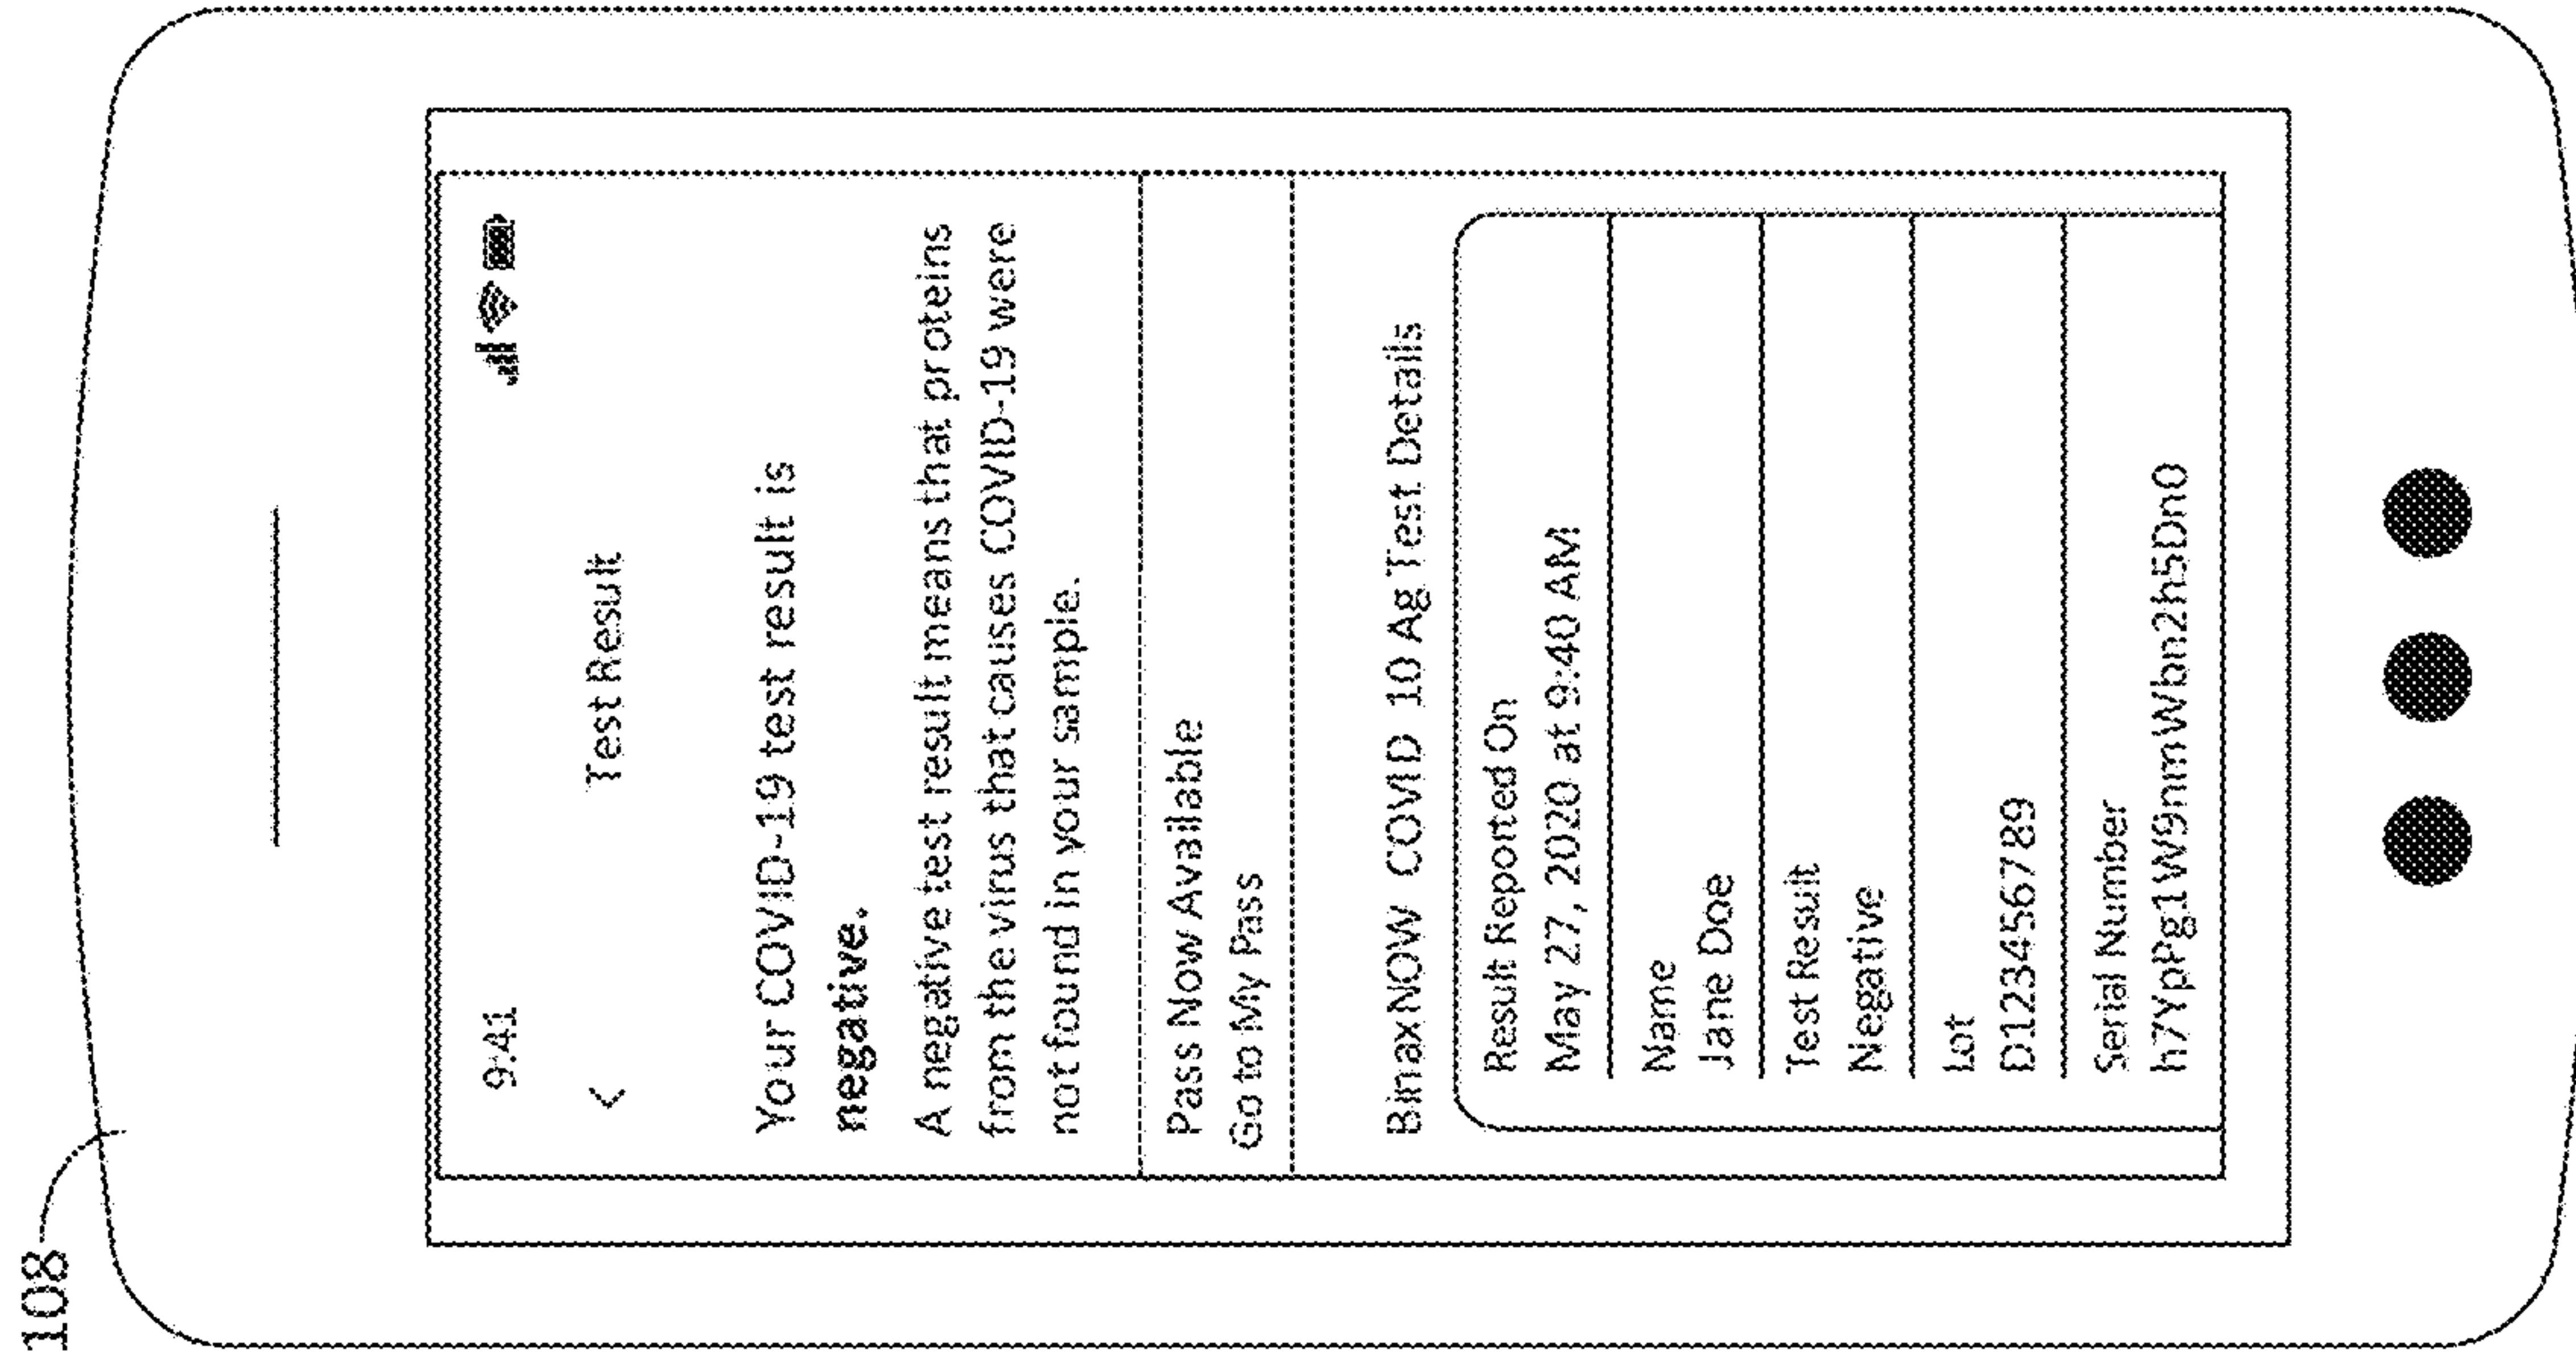 108
9:41
< Test Result
Your COVID-19 test result is
negative.
A negative test result means that proteins
from the virus that causes COVID-19 were
not found in your sample.
Pass Now Available
Go to My Pass
BinaxNOW COVID 10 Ag Test Details
Result Reported On
May 27, 2020 at 9:40 AM
Name
Jane Doe
Test Result
Negative
Lot
D123456789
Serial Number
h7YpPg1W9nmWbn2h5Dn0